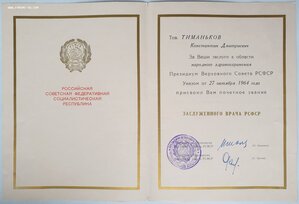 РОССИЙСКАЯ
СОВЕТСКАЯ ФЕДЕРАТИВНАЯ
СОЦИАЛИСТИЧЕСКАЯ
РЕСПУБЛИКА
Тов. ТИМАНЬКОВ
Константин Дмитриевич
За Ваши заслуги в области
народного здравоохранения
Президиум Верховного Совета РСФСР
Указом от 27 октября 1964 года
присвоил Вам почетное звание
ЗАСЛУЖЕННОГО ВРАЧА РСФСР